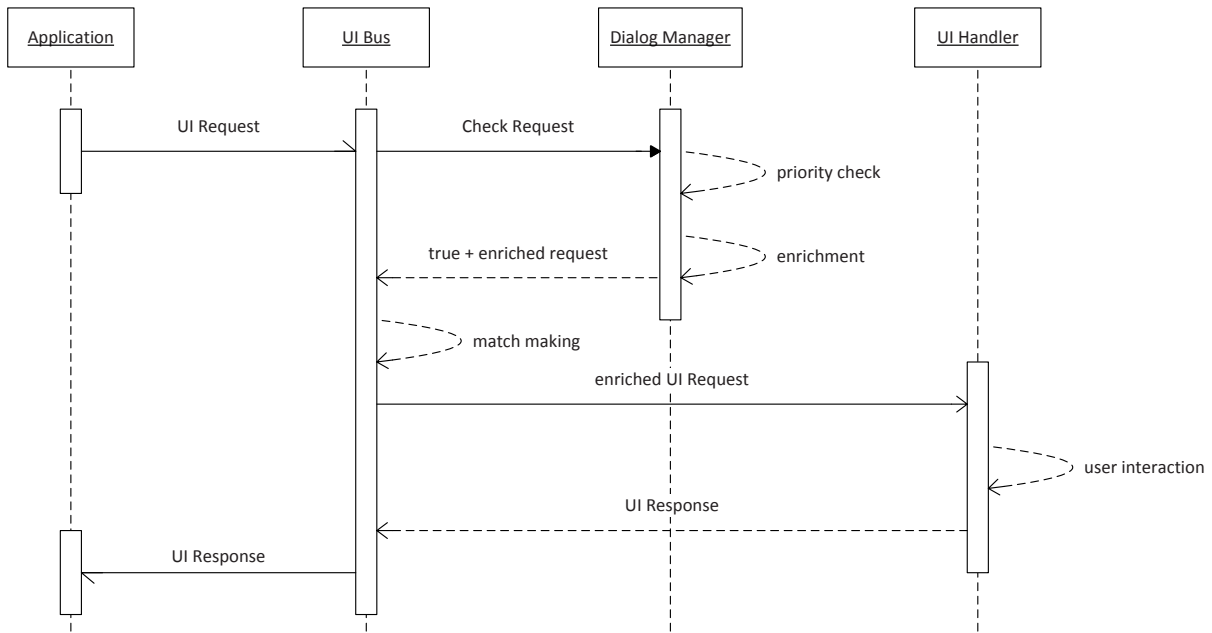 Application
UI Bus
Dialog Manager
UI Handler
UI Request
Check Request
priority check
true + enriched request
enrichment
match making
enriched UI Request
user interaction
UI Response
UI Response